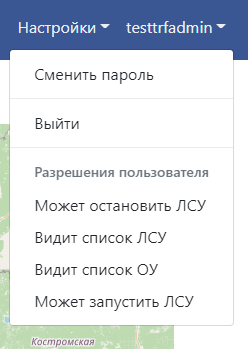 Настройки testtrfadmin
Сменить пароль
Выйти
Разрешения пользователя
Может остановить ЛСУ
Видит список ЛСУ
Видит список ОУ
Может запустить ЛСУ
Костромская